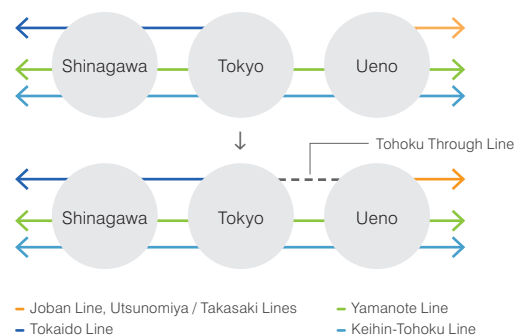 Shinagawa Tokyo Ueno
Tohoku Through Line
Shinagawa Tokyo Ueno
Joban Line, Utsunomiya / Takasaki Lines
Yamanote Line
Tokaido Line
Keihin-Tohoku Line